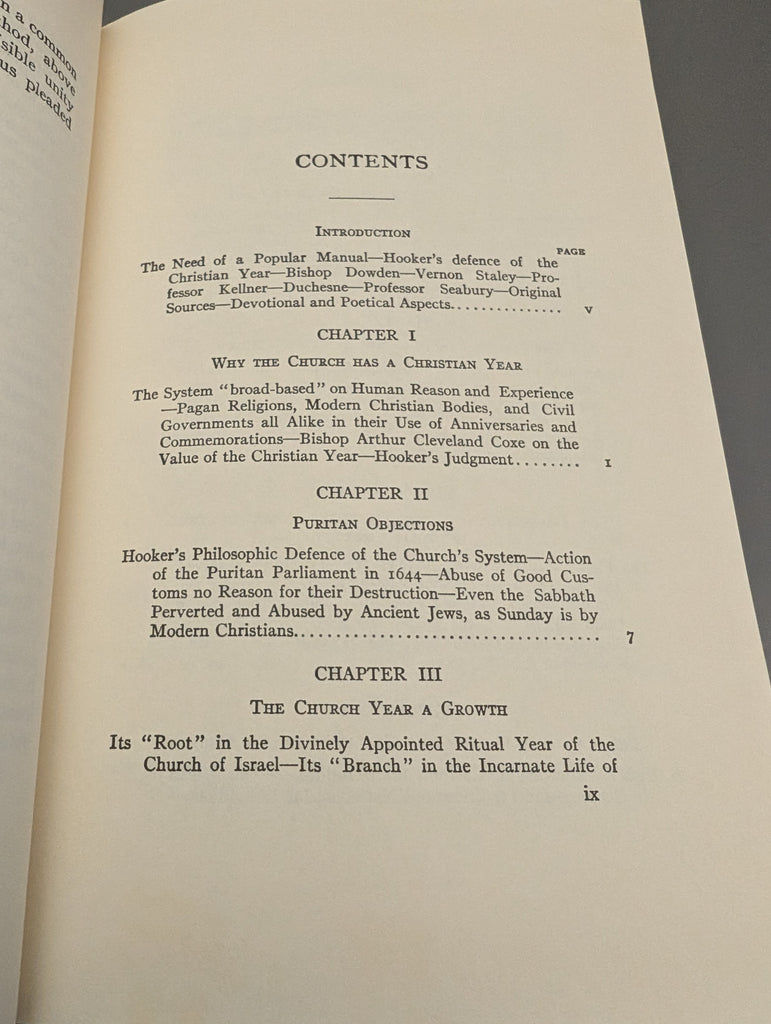 n a common
hod, above
sible unity
us pleaded
CONTENTS
Introduction
PAGE
The Need of a Popular Manual—Hooker's defence of the
Christian Year—Bishop Dowden—Vernon Staley—Pro-
fessor Kellner—Duchesne—Professor Seabury—Original
Sources—Devotional and Poetical Aspects............... v
CHAPTER I
Why the Church has a Christian Year
The System "broad-based" on Human Reason and Experience
—Pagan Religions, Modern Christian Bodies, and Civil
Governments all Alike in their Use of Anniversaries and
Commemorations—Bishop Arthur Cleveland Coxe on the
Value of the Christian Year—Hooker's Judgment........ 1
CHAPTER II
Puritan Objections
Hooker's Philosophic Defence of the Church's System—Action
of the Puritan Parliament in 1644—Abuse of Good Cus-
toms no Reason for their Destruction—Even the Sabbath
Perverted and Abused by Ancient Jews, as Sunday is by
Modern Christians.................................... 7
CHAPTER III
The Church Year a Growth
Its "Root" in the Divinely Appointed Ritual Year of the
Church of Israel—Its "Branch" in the Incarnate Life of
ix